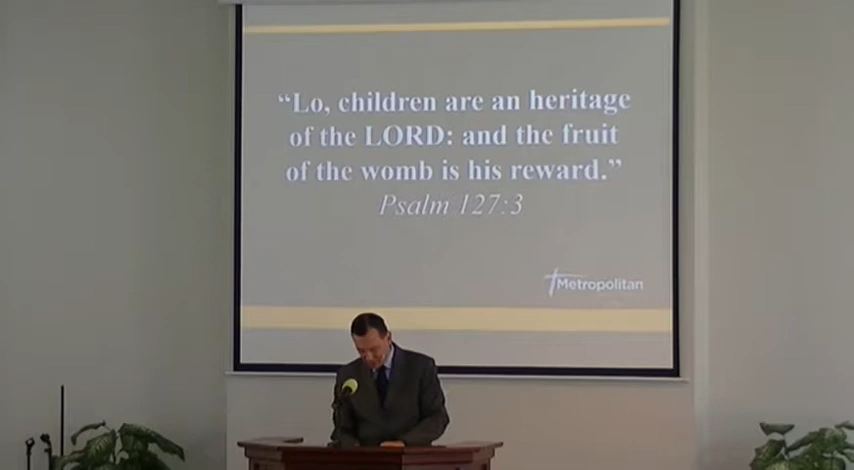 “Lo, children are an heritage
of the LORD: and the fruit
of the womb is his reward.”
Psalm 127:3
Metropolitan